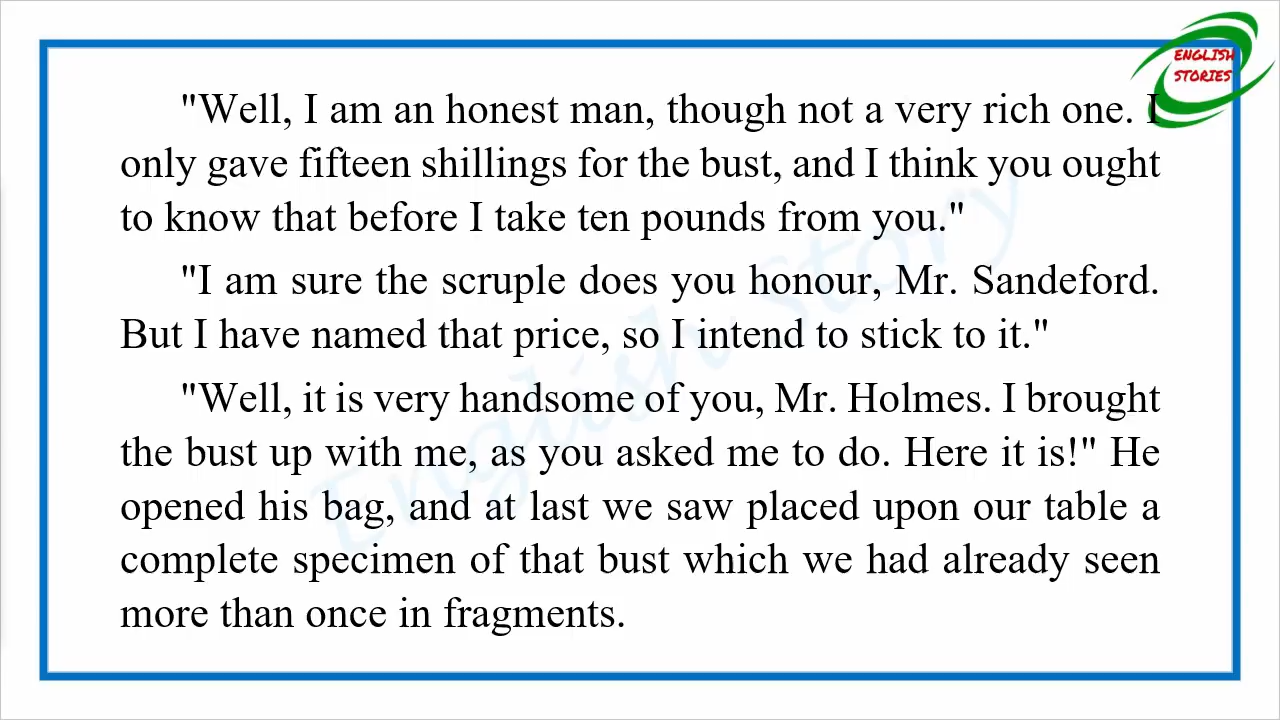 ENGLISH
STORIES
"Well, I am an honest man, though not a very rich one. I
only gave fifteen shillings for the bust, and I think you ought
to know that before I take ten pounds from you."
"I am sure the scruple does you honour, Mr. Sandeford.
But I have named that price, so I intend to stick to it."
"Well, it is very handsome of you, Mr. Holmes. I brought
the bust up with me, as you asked me to do. Here it is!" He
opened his bag, and at last we saw placed upon our table a
complete specimen of that bust which we had already seen
more than once in fragments.
English Story